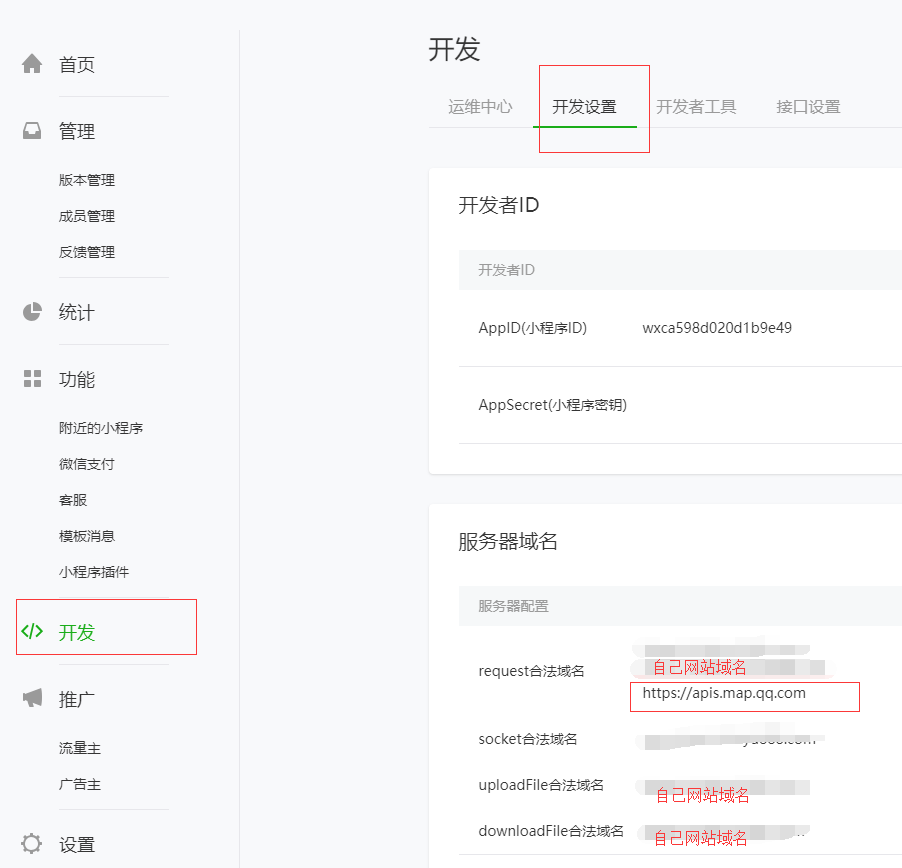 首页
管理
版本管理
成员管理
反馈管理
统计
功能
附近的小程序
微信支付
客服
模板消息
小程序插件
开发
推广
流量主
广告主
设置
开发
运维中心 开发设置 开发者工具 接口设置
开发者ID
开发者ID
AppID(小程序ID) wxca598d020d1b9e49
AppSecret(小程序密钥)
服务器域名
服务器配置
request合法域名 自己网站域名
https://apis.map.qq.com
socket合法域名
uploadFile合法域名 自己网站域名
downloadFile合法域名 自己网站域名